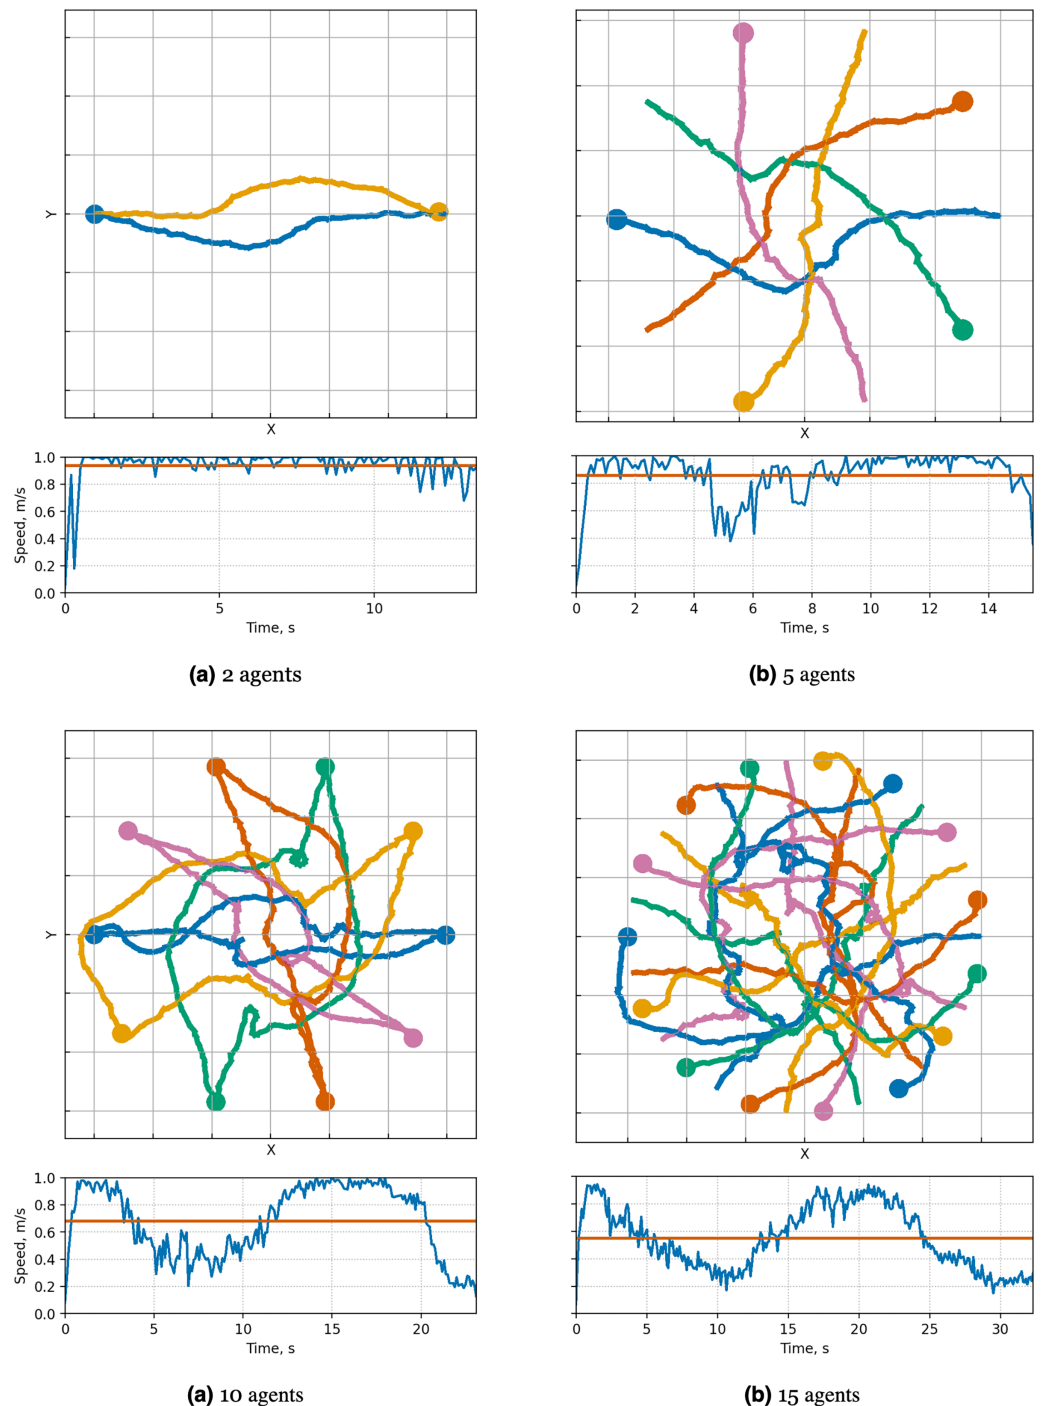 Y
X
X
1.0
0.8
0.6
0.4
0.2
0.0
Speed, m/s
0 5 10
Time, s
0 2 4 6 8 10 12 14
Time, s
(a) 2 agents
(b) 5 agents
Y
X
X
1.0
0.8
0.6
0.4
0.2
0.0
Speed, m/s
0 5 10 15 20
Time, s
0 5 10 15 20 25 30
Time, s
(a) 10 agents
(b) 15 agents